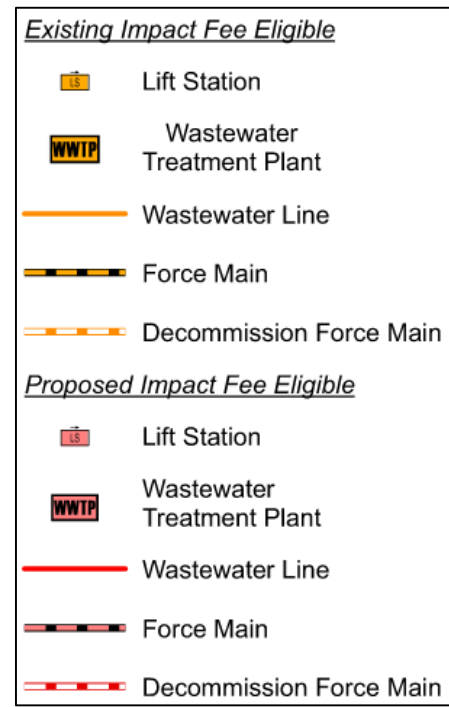 Existing Impact Fee Eligible
LS Lift Station
WWTP Wastewater
Treatment Plant
Wastewater Line
Force Main
Decommission Force Main
Proposed Impact Fee Eligible
LS Lift Station
WWTP Wastewater
Treatment Plant
Wastewater Line
Force Main
Decommission Force Main